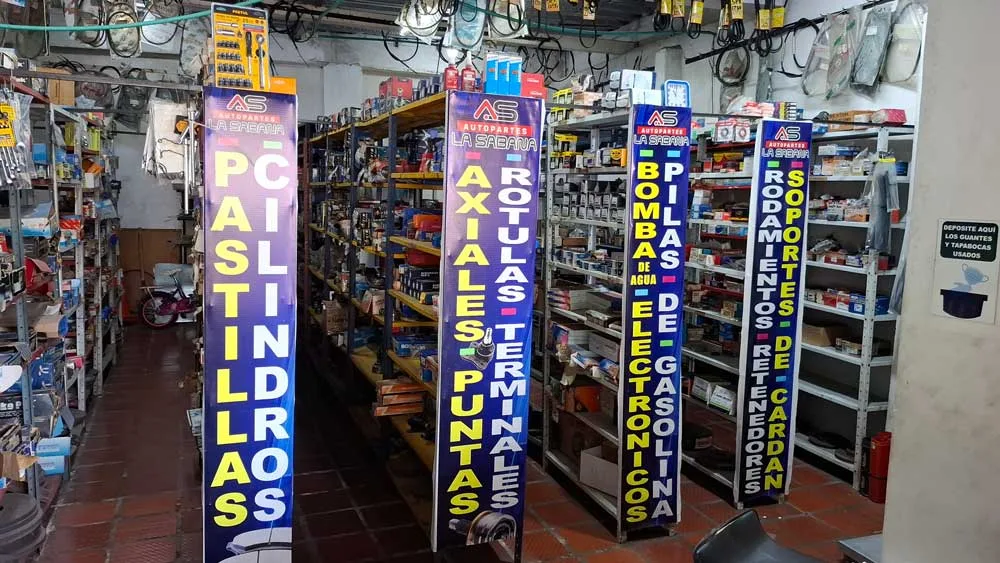 AS
AUTOPARTES
LA SABANA
PASTILLAS
CILINDROS
AS
AUTOPARTES
LA SABANA
AXIALES - PUNTAS
ROTULAS - TERMINALES
AS
AUTOPARTES
LA SABANA
BOMBA DE AGUA - ELECTRONICOS
PILAS - DE - GASOLINA
AS
AUTOPARTES
LA SABANA
RODAMIENTOS - RETENEDORES
SOPORTES - DE - CARDAN
DEPOSITE AQUÍ
LOS GUANTES
Y TAPABOCAS
USADOS